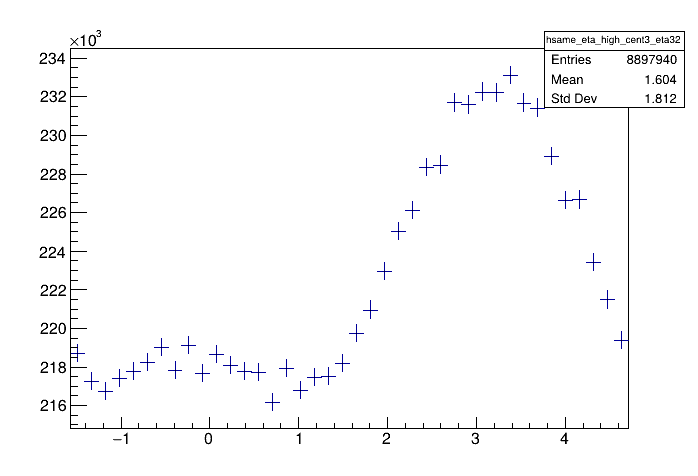 ×10³
hsame_eta_high_cent3_eta32
Entries 8897940
Mean 1.604
Std Dev 1.812
234
232
230
228
226
224
222
220
218
216
−1 0 1 2 3 4